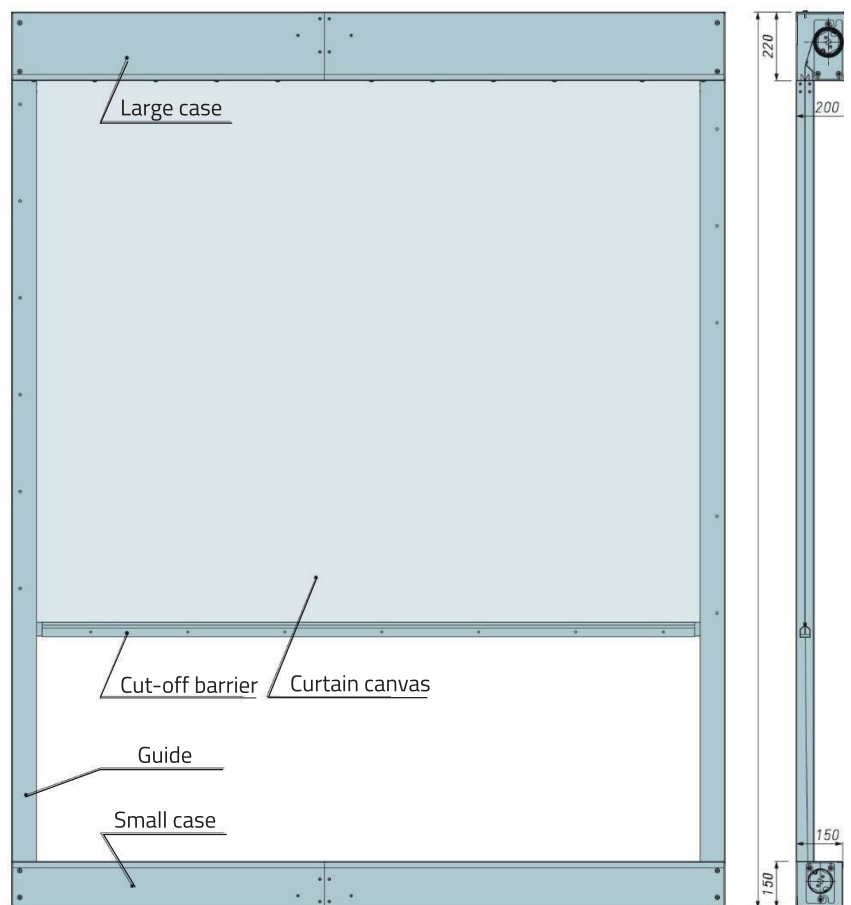 220
Large case
200
Cut-off barrier
Curtain canvas
Guide
Small case
150
150